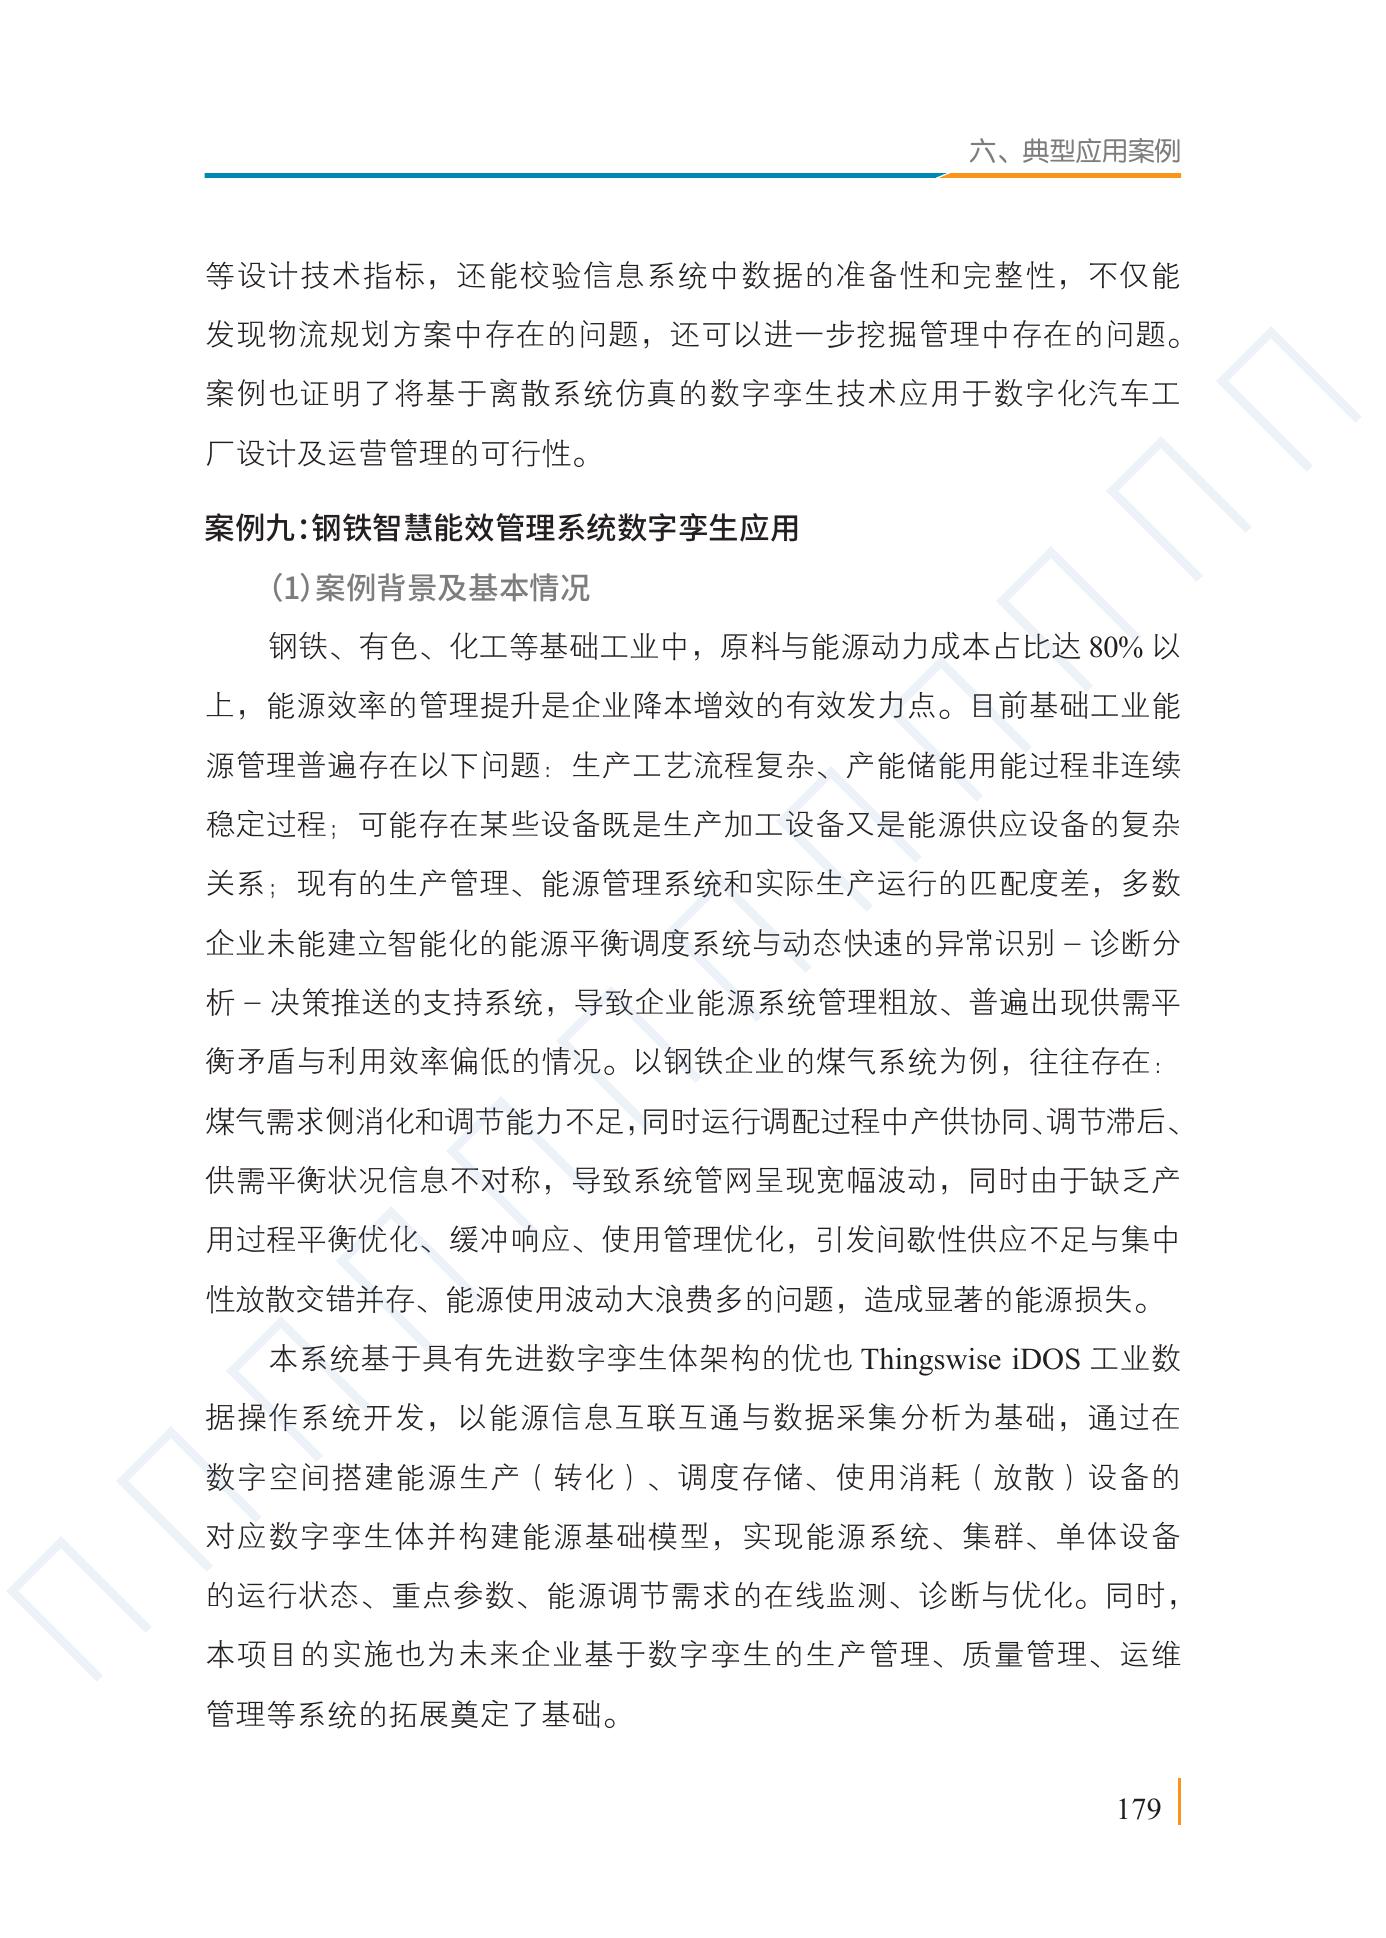 六、典型应用案例
等设计技术指标，还能校验信息系统中数据的准备性和完整性，不仅能
发现物流规划方案中存在的问题，还可以进一步挖掘管理中存在的问题。
案例也证明了将基于离散系统仿真的数字孪生技术应用于数字化汽车工
厂设计及运营管理的可行性。
案例九：钢铁智慧能效管理系统数字孪生应用
（1）案例背景及基本情况
钢铁、有色、化工等基础工业中，原料与能源动力成本占比达 80% 以
上，能源效率的管理提升是企业降本增效的有效发力点。目前基础工业能
源管理普遍存在以下问题：生产工艺流程复杂、产能储能用能过程非连续
稳定过程；可能存在某些设备既是生产加工设备又是能源供应设备的复杂
关系；现有的生产管理、能源管理系统和实际生产运行的匹配度差，多数
企业未能建立智能化的能源平衡调度系统与动态快速的异常识别 – 诊断分
析 – 决策推送的支持系统，导致企业能源系统管理粗放、普遍出现供需平
衡矛盾与利用效率偏低的情况。以钢铁企业的煤气系统为例，往往存在：
煤气需求侧消化和调节能力不足，同时运行调配过程中产供协同、调节滞后、
供需平衡状况信息不对称，导致系统管网呈现宽幅波动，同时由于缺乏产
用过程平衡优化、缓冲响应、使用管理优化，引发间歇性供应不足与集中
性放散交错并存、能源使用波动大浪费多的问题，造成显著的能源损失。
本系统基于具有先进数字孪生体架构的优也 Thingswise iDOS 工业数
据操作系统开发，以能源信息互联互通与数据采集分析为基础，通过在
数字空间搭建能源生产（转化）、调度存储、使用消耗（放散）设备的
对应数字孪生体并构建能源基础模型，实现能源系统、集群、单体设备
的运行状态、重点参数、能源调节需求的在线监测、诊断与优化。同时，
本项目的实施也为未来企业基于数字孪生的生产管理、质量管理、运维
管理等系统的拓展奠定了基础。
179